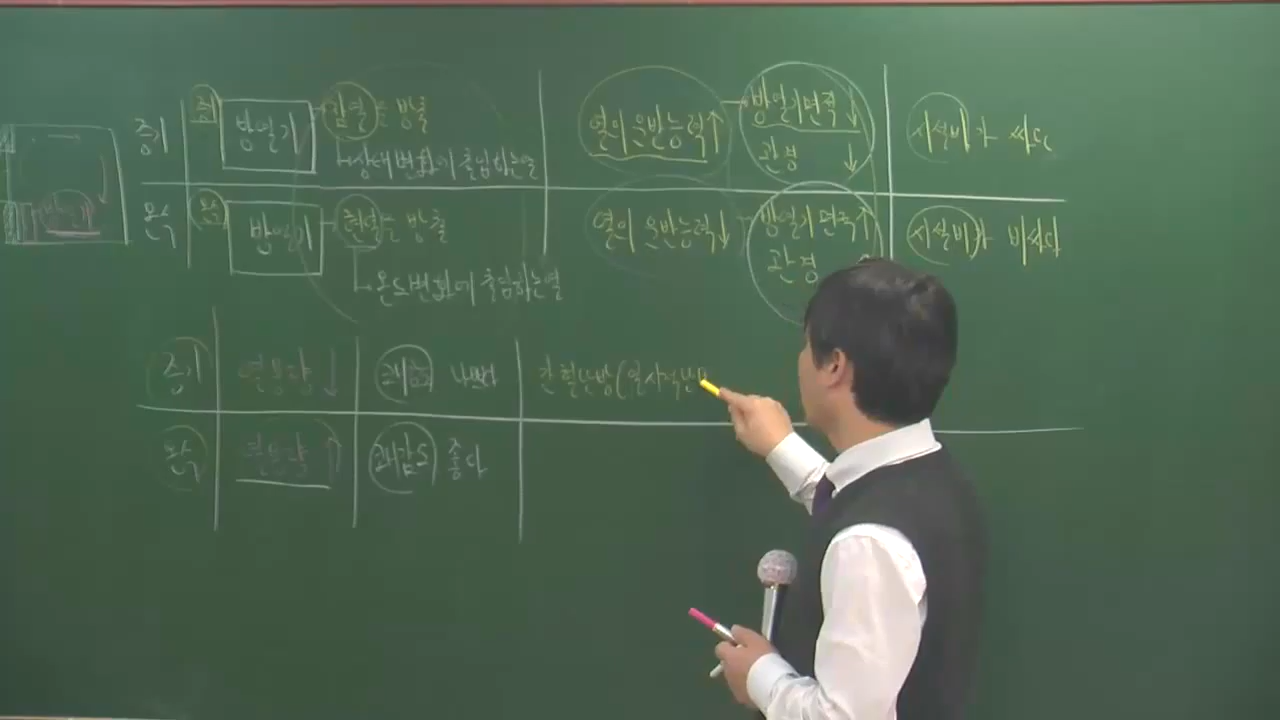 증기 증 방열기 잠열을 방출 열의 운반능력↑ 방열기면적↓ 시설비가 싸다
상태변화에 출입하는열 관경 ↓
온수 온 방열기 현열을 방출 열의 운반능력↓ 방열기면적↑ 시설비가 비싸다
온도변화에 출입하는열 관경
증기 열용량↓ 쾌감도 나쁘다 간헐난방(일시적난방
온수 열용량↑ 쾌감도 좋다